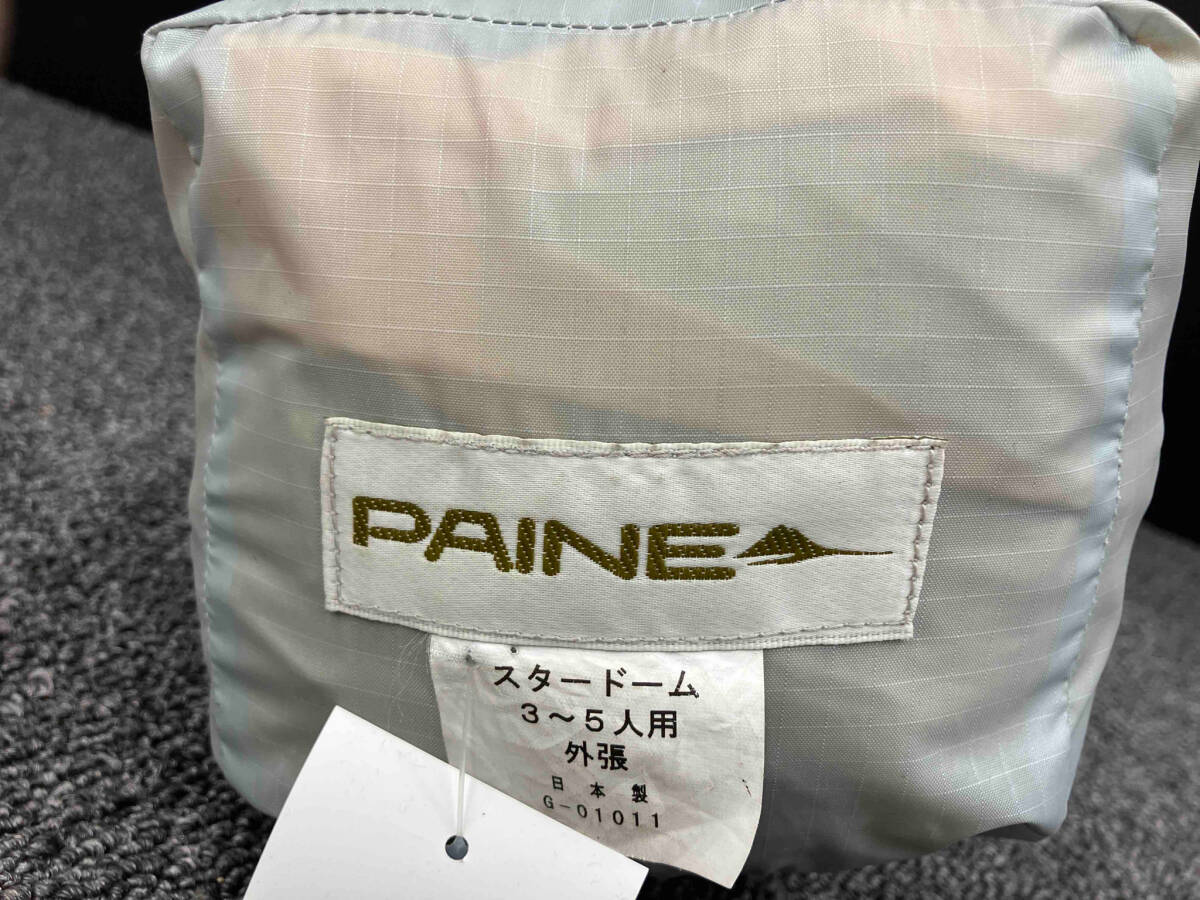 PAINE
スタードーム
3～5人用
外張
日本製
G-01011